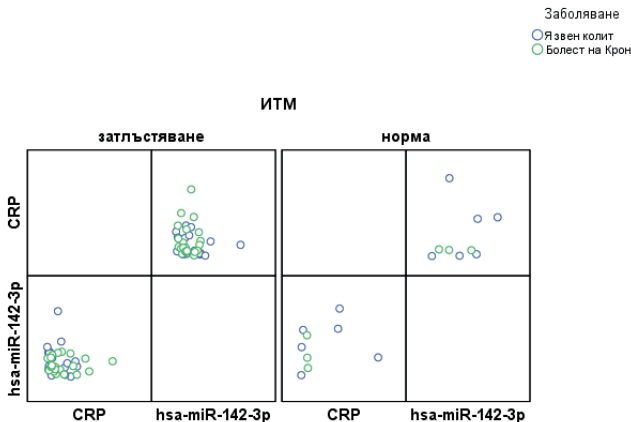 Заболяване
Язвен колит
Болест на Крон
ИТМ
затлъстяване
норма
CRP
hsa-miR-142-3p
CRP
hsa-miR-142-3p
CRP
hsa-miR-142-3p